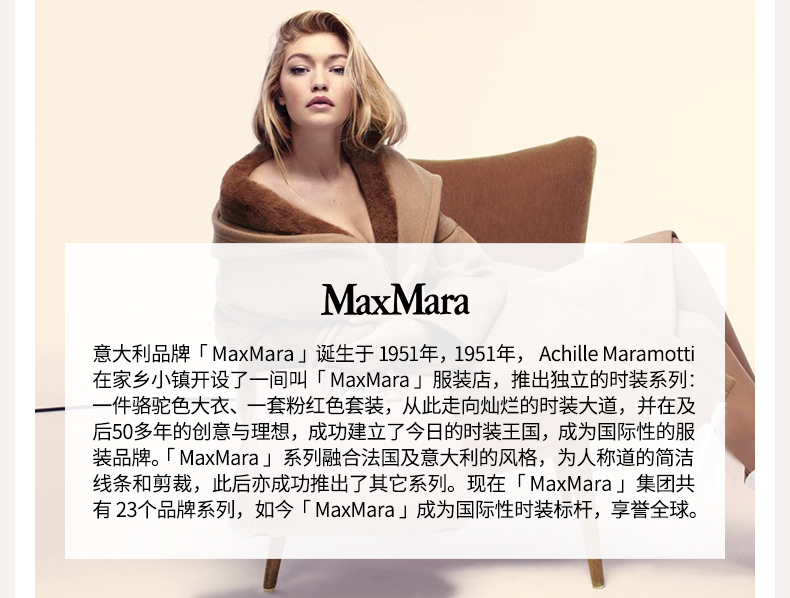 MaxMara
意大利品牌「 MaxMara 」诞生于 1951年，1951年， Achille Maramotti
在家乡小镇开设了一间叫「 MaxMara 」服装店，推出独立的时装系列：
一件骆驼色大衣、一套粉红色套装，从此走向灿烂的时装大道，并在及
后50多年的创意与理想，成功建立了今日的时装王国，成为国际性的服
装品牌。「 MaxMara 」系列融合法国及意大利的风格，为人称道的简洁
线条和剪裁，此后亦成功推出了其它系列。现在「 MaxMara 」集团共
有 23个品牌系列，如今「 MaxMara 」成为国际性时装标杆，享誉全球。